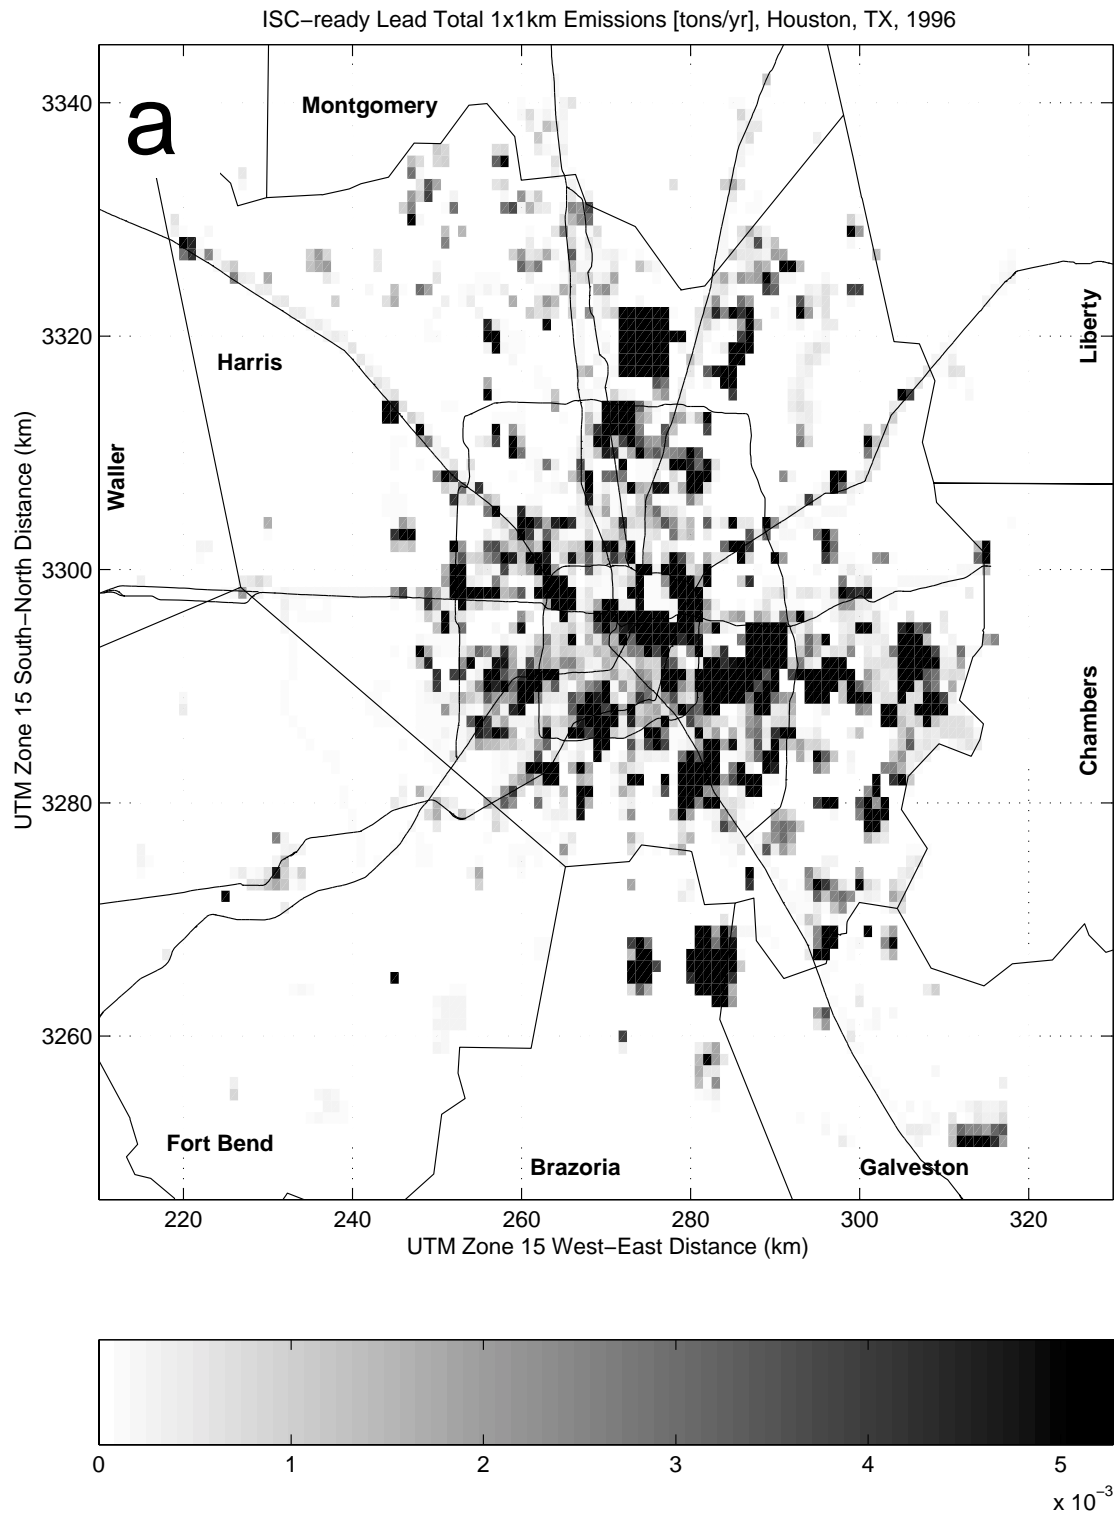 ISC−ready Lead Total 1x1km Emissions [tons/yr], Houston, TX, 1996
a
Montgomery
Harris
Waller
Liberty
Chambers
Fort Bend
Brazoria
Galveston
3340
3320
3300
3280
3260
UTM Zone 15 South−North Distance (km)
220 240 260 280 300 320
UTM Zone 15 West−East Distance (km)
0 1 2 3 4 5
x 10−3